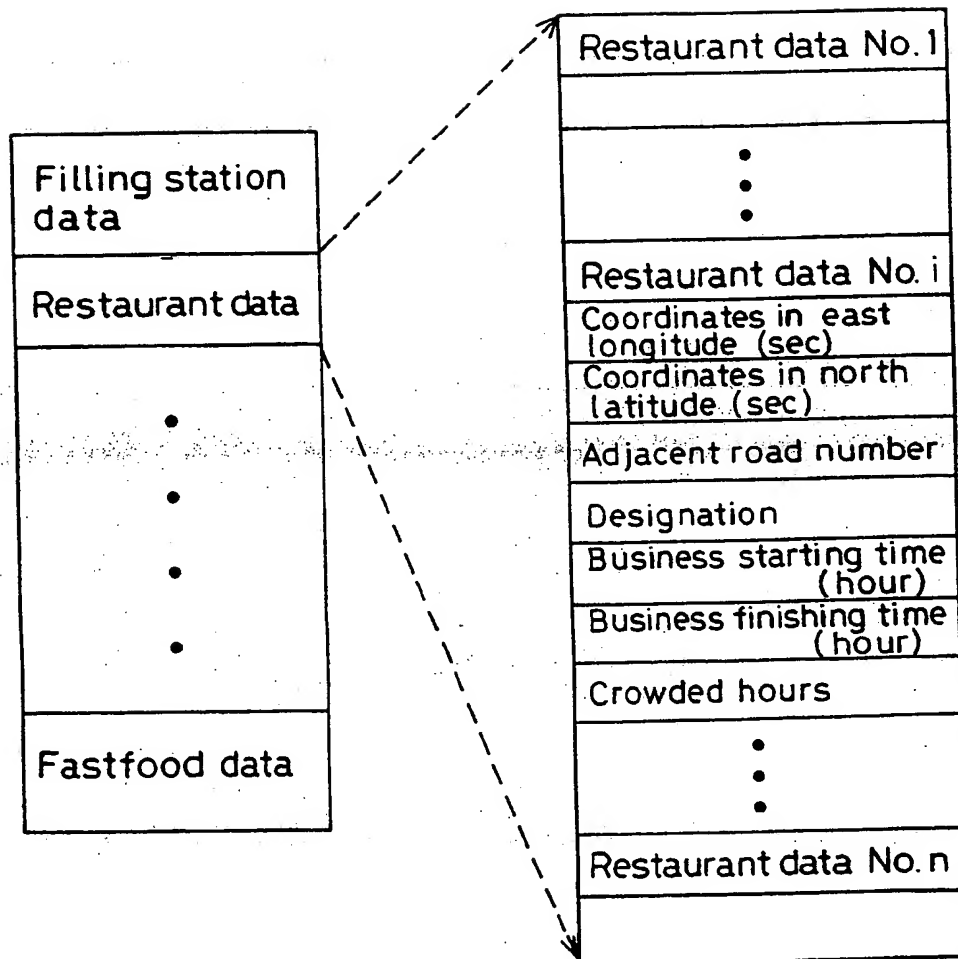 Filling station
data
Restaurant data
Fastfood data
Restaurant data No. 1
Restaurant data No. i
Coordinates in east
longitude (sec)
Coordinates in north
latitude (sec)
Adjacent road number
Designation
Business starting time
(hour)
Business finishing time
(hour)
Crowded hours
Restaurant data No. n